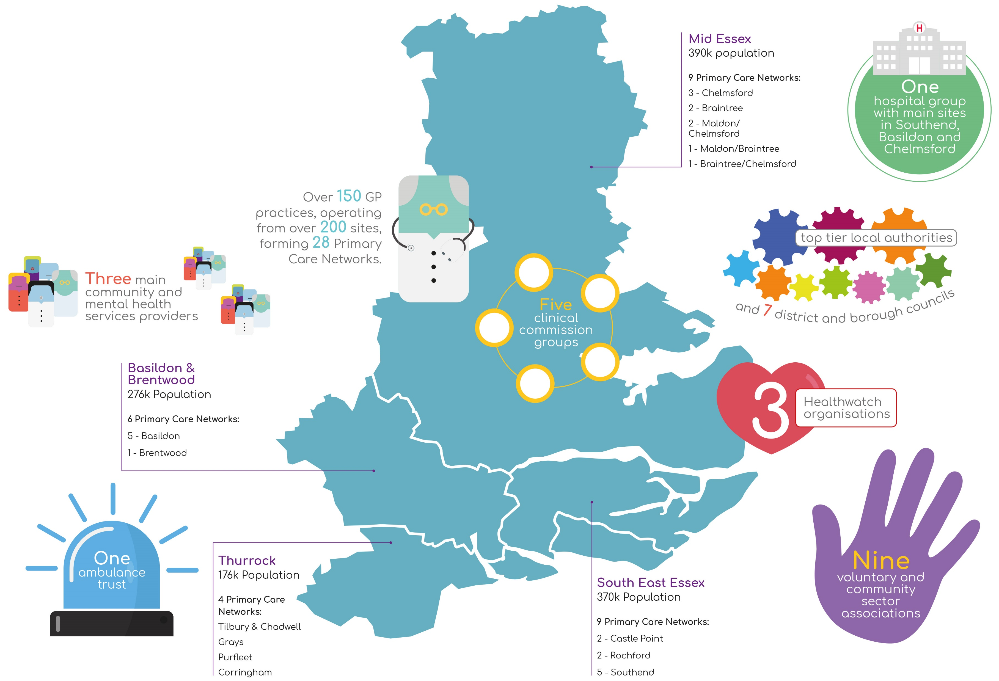 Mid Essex
390k population
9 Primary Care Networks:
3 - Chelmsford
2 - Braintree
2 - Maldon/
Chelmsford
1 - Maldon/Braintree
1 - Braintree/Chelmsford
H
One
hospital group
with main sites
in Southend,
Basildon and
Chelmsford
Over 150 GP
practices, operating
from over 200 sites,
forming 28 Primary
Care Networks.
top tier local authorities
and 7 district and borough councils
Three main
community and
mental health
services providers
Five
clinical
commission
groups
Basildon &
Brentwood
276k Population
6 Primary Care Networks:
5 - Basildon
1 - Brentwood
3
Healthwatch
organisations
One
ambulance
trust
Thurrock
176k Population
4 Primary Care
Networks:
Tilbury & Chadwell
Grays
Purfleet
Corringham
South East Essex
370k Population
9 Primary Care Networks:
2 - Castle Point
2 - Rochford
5 - Southend
Nine
voluntary and
community
sector
associations